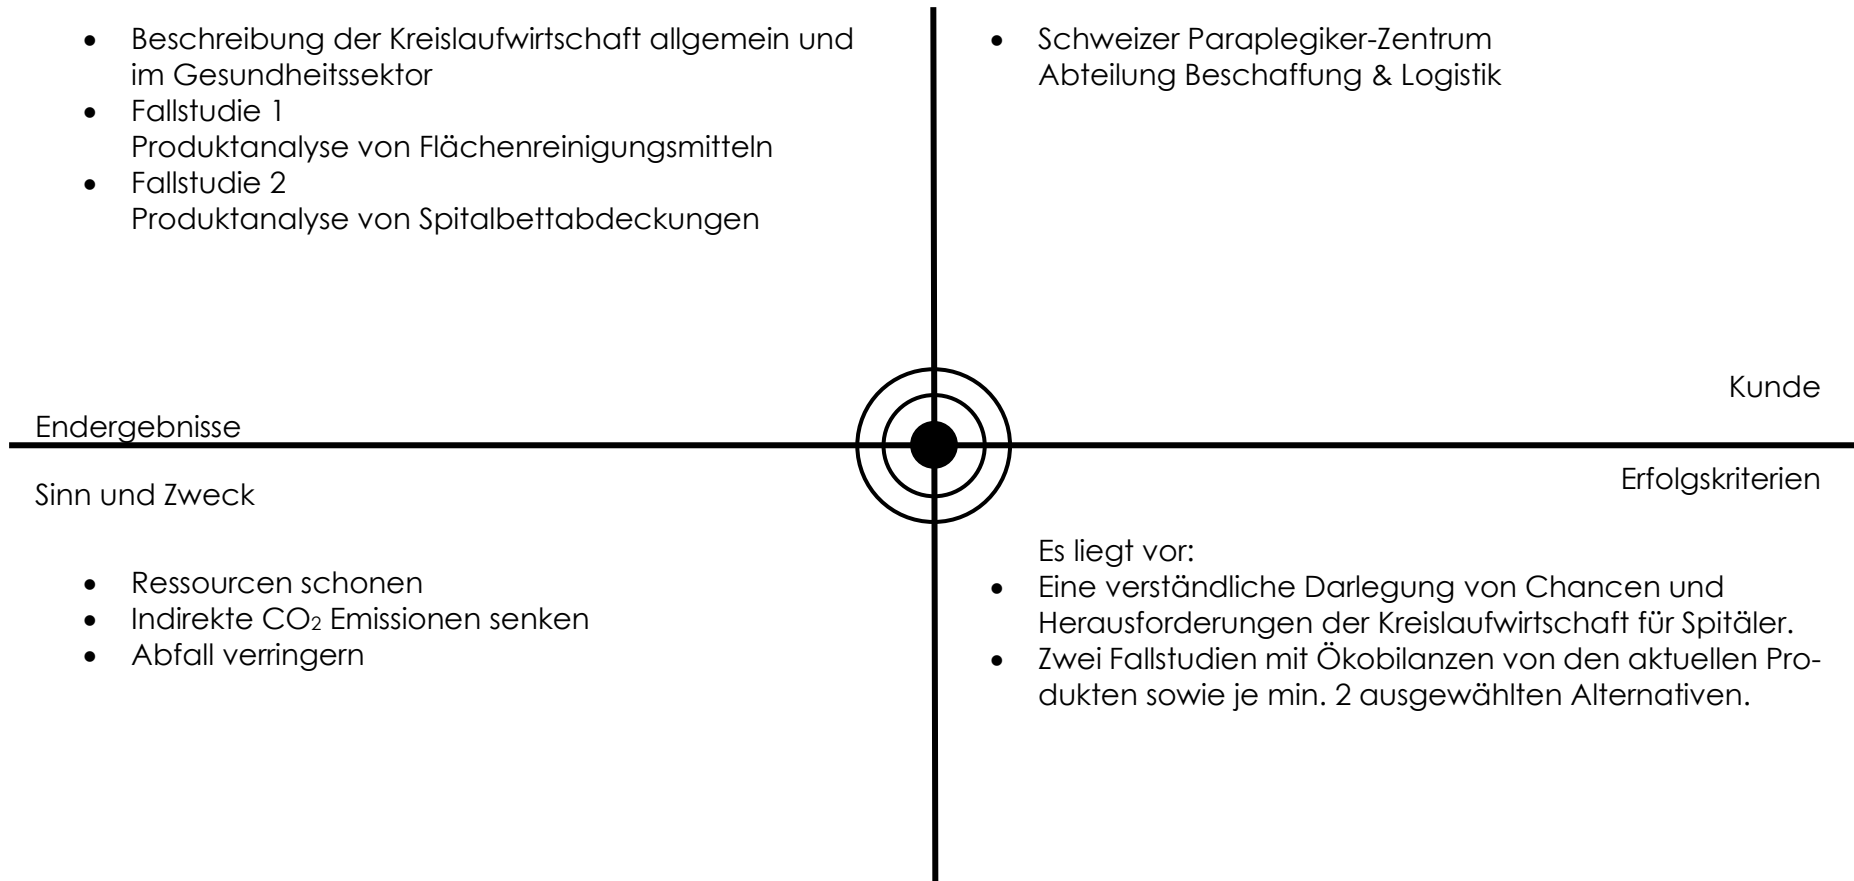 • Beschreibung der Kreislaufwirtschaft allgemein und
im Gesundheitssektor
• Fallstudie 1
Produktanalyse von Flächenreinigungsmitteln
• Fallstudie 2
Produktanalyse von Spitalbettabdeckungen
Endergebnisse
• Schweizer Paraplegiker-Zentrum
Abteilung Beschaffung & Logistik
Kunde
Sinn und Zweck
• Ressourcen schonen
• Indirekte CO₂ Emissionen senken
• Abfall verringern
Erfolgskriterien
Es liegt vor:
• Eine verständliche Darlegung von Chancen und
Herausforderungen der Kreislaufwirtschaft für Spitäler.
• Zwei Fallstudien mit Ökobilanzen von den aktuellen Pro-
dukten sowie je min. 2 ausgewählten Alternativen.